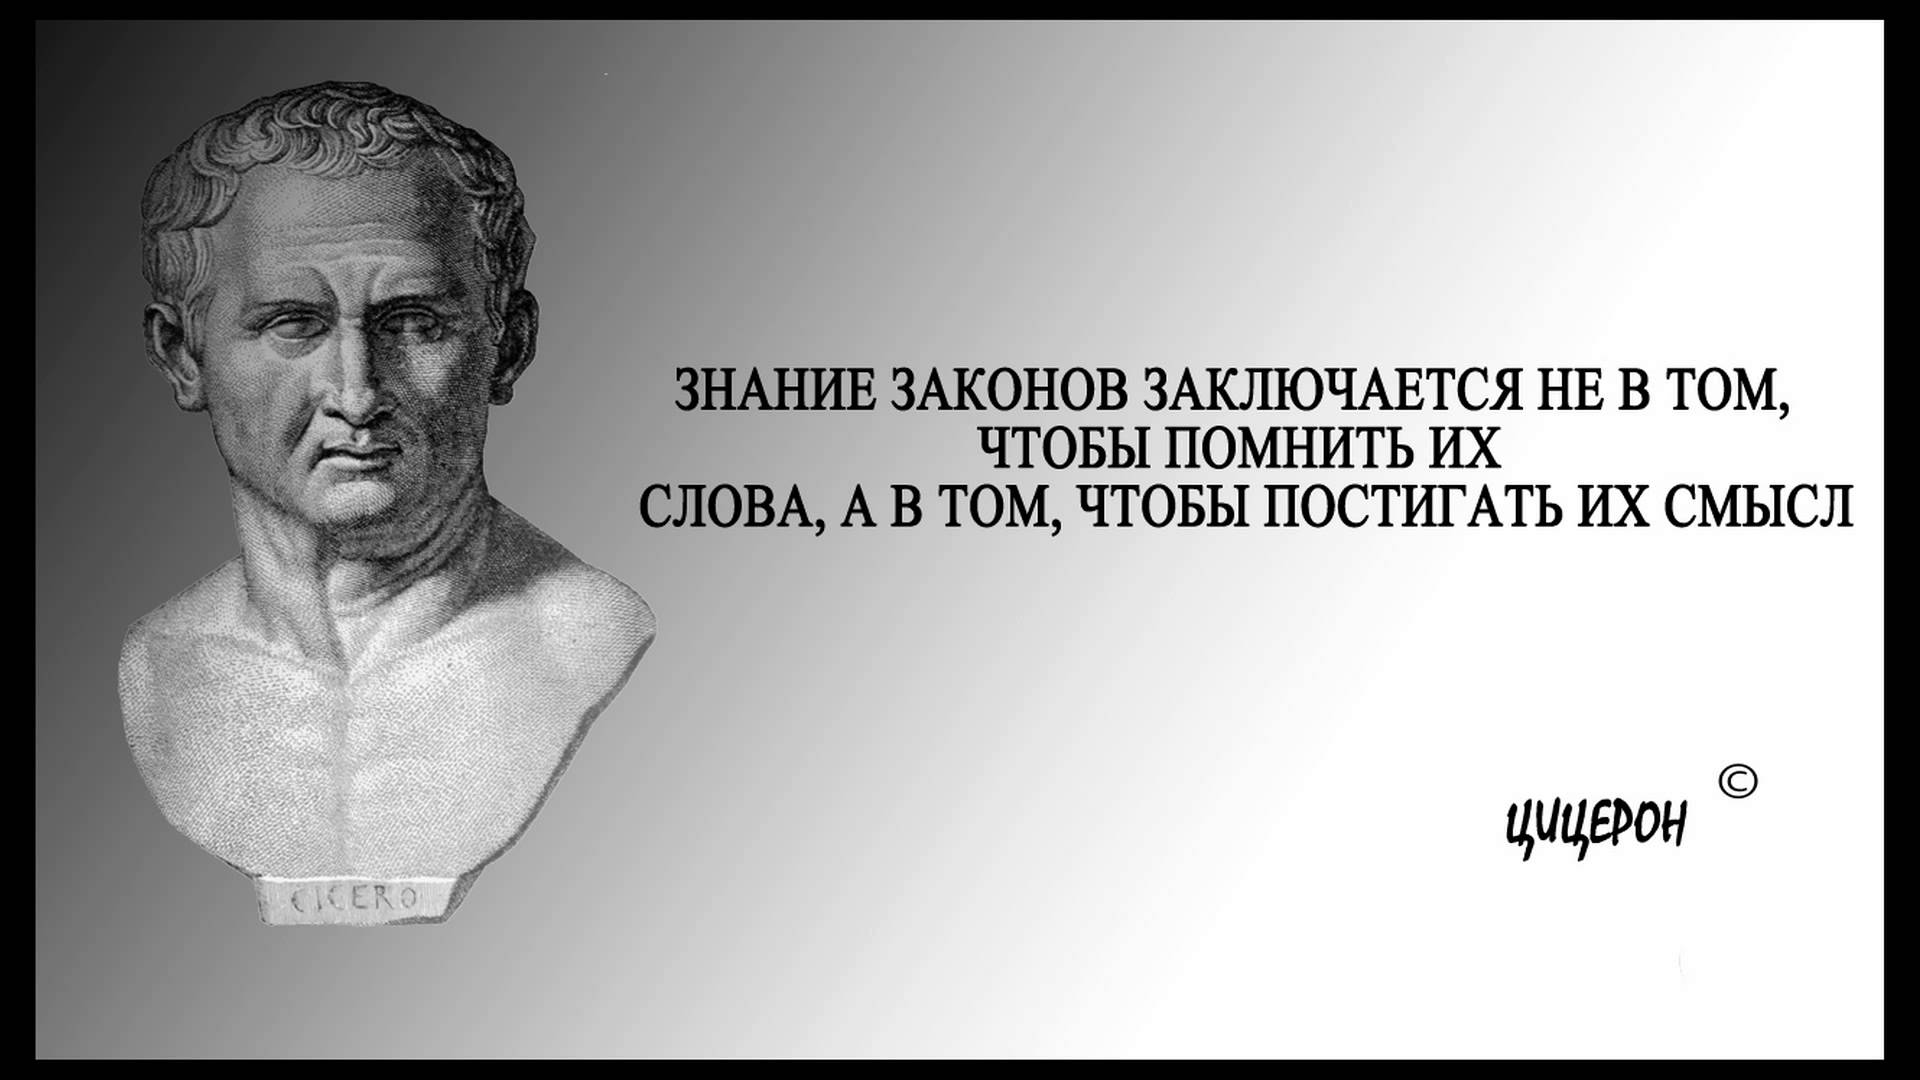 ЗНАНИЕ ЗАКОНОВ ЗАКЛЮЧАЕТСЯ НЕ В ТОМ,
ЧТОБЫ ПОМНИТЬ ИХ
СЛОВА, А В ТОМ, ЧТОБЫ ПОСТИГАТЬ ИХ СМЫСЛ
ЦИЦЕРОН ©
CICERO